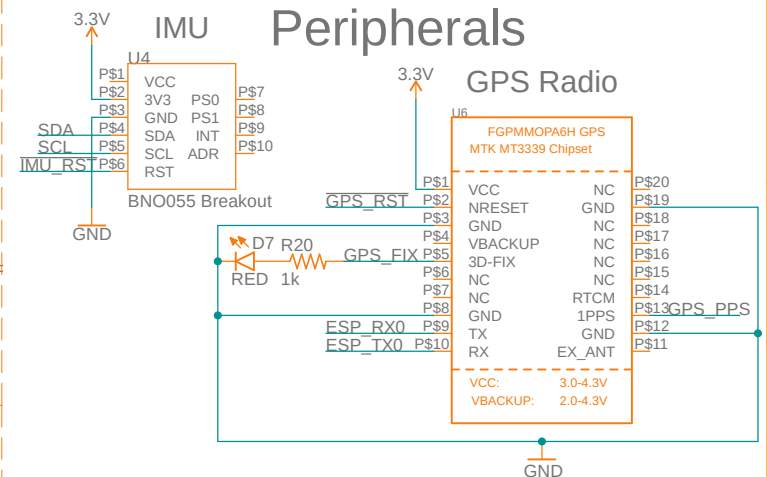 Peripherals
IMU
3.3V
U4
P$1 VCC
P$2 3V3 PS0 P$7
P$3 GND PS1 P$8
SDA P$4 SDA INT P$9
SCL P$5 SCL ADR P$10
IMU_RST P$6 RST
BNO055 Breakout
GND
GPS Radio
3.3V
U6
FGPMMOPA6H GPS
MTK MT3339 Chipset
P$1 VCC NC P$20
GPS_RST P$2 NRESET GND P$19
P$3 GND NC P$18
P$4 VBACKUP NC P$17
D7 R20 GPS_FIX P$5 3D-FIX NC P$16
RED 1k P$6 NC NC P$15
P$7 NC RTCM P$14
P$8 GND 1PPS P$13 GPS_PPS
ESP_RX0 P$9 TX GND P$12
ESP_TX0 P$10 RX EX_ANT P$11
VCC: 3.0-4.3V
VBACKUP: 2.0-4.3V
GND